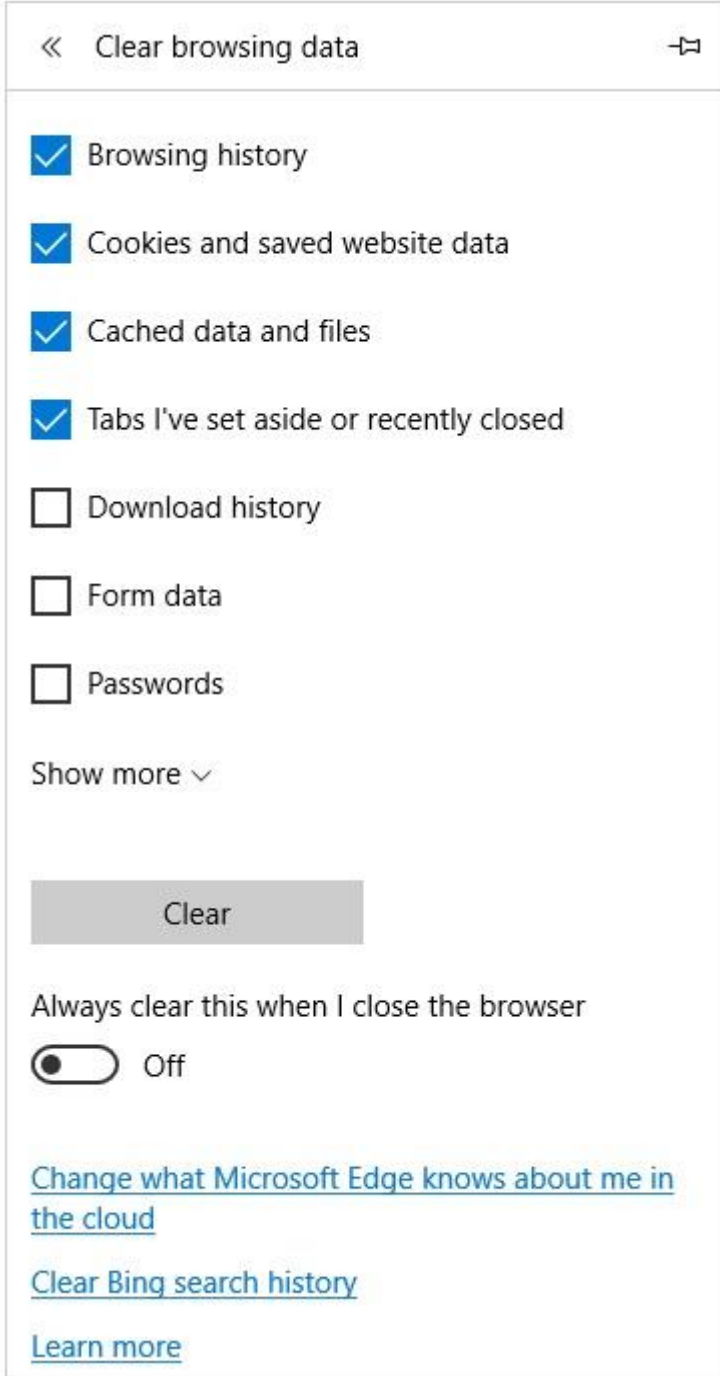 Clear browsing data
Browsing history
Cookies and saved website data
Cached data and files
Tabs I've set aside or recently closed
Download history
Form data
Passwords
Show more
Clear
Always clear this when I close the browser
Off
Change what Microsoft Edge knows about me in
the cloud
Clear Bing search history
Learn more